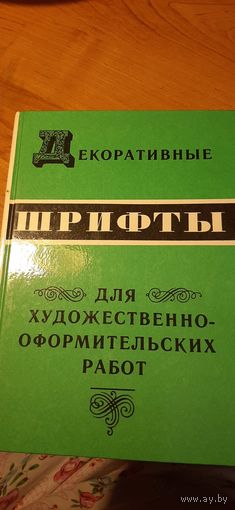 ДЕКОРАТИВНЫЕ
ШРИФТЫ
ДЛЯ
ХУДОЖЕСТВЕННО-
ОФОРМИТЕЛЬСКИХ
РАБОТ
www.ay.by